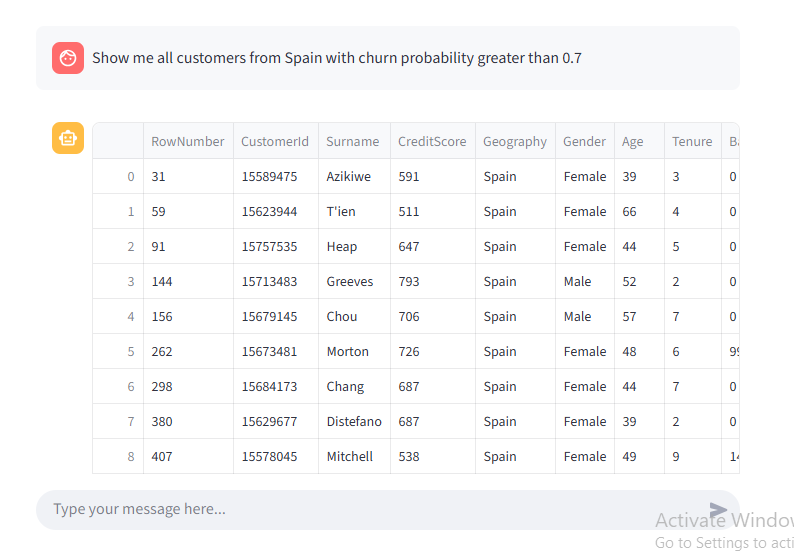 Show me all customers from Spain with churn probability greater than 0.7
RowNumber CustomerId Surname CreditScore Geography Gender Age Tenure
0 31 15589475 Azikiwe 591 Spain Female 39 3 0
1 59 15623944 T'ien 511 Spain Female 66 4 0
2 91 15757535 Heap 647 Spain Female 44 5 0
3 144 15713483 Greeves 793 Spain Male 52 2 0
4 156 15679145 Chou 706 Spain Male 57 7 0
5 262 15673481 Morton 726 Spain Female 48 6
6 298 15684173 Chang 687 Spain Female 44 7 0
7 380 15629677 Distefano 687 Spain Female 39 2 0
8 407 15578045 Mitchell 538 Spain Female 49 9
Type your message here...
Activate Window
Go to Settings to acti